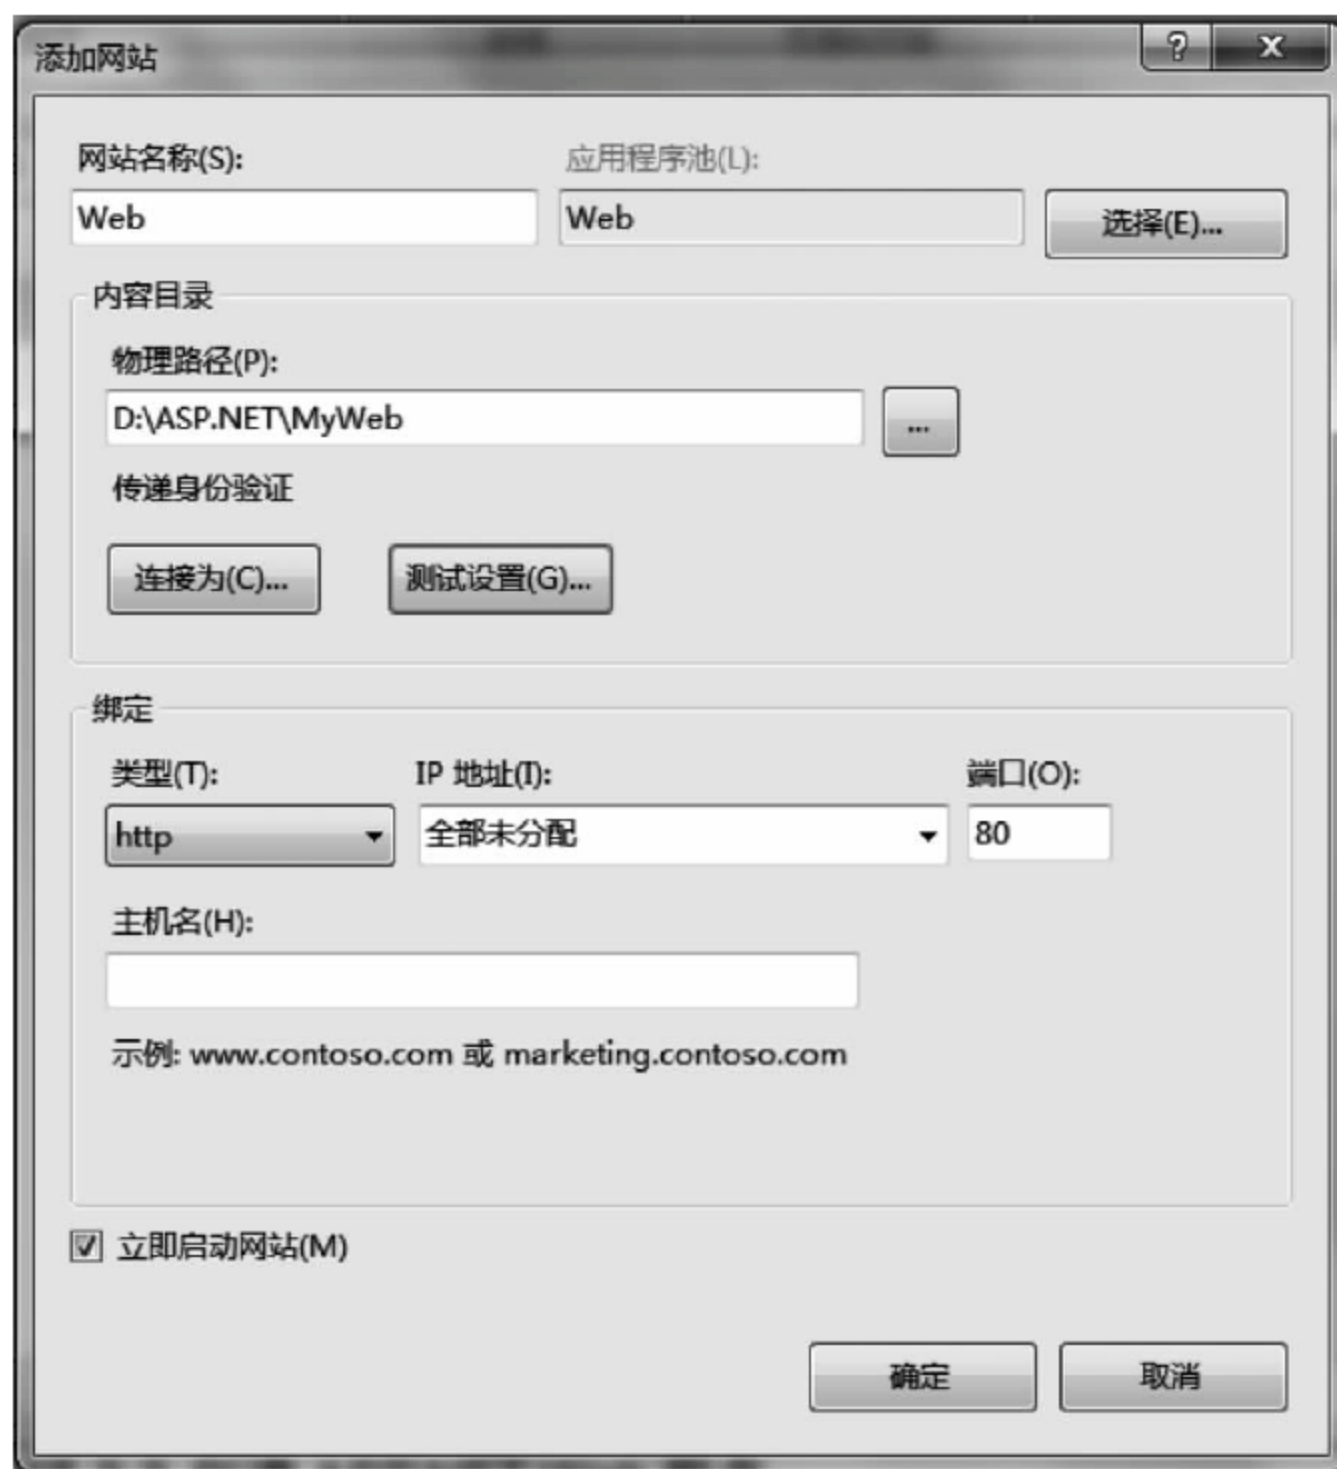 添加网站
网站名称(S):
应用程序池(L):
Web
Web
选择(E)...
内容目录
物理路径(P):
D:\ASP.NET\MyWeb
...
传递身份验证
连接为(C)...
测试设置(G)...
绑定
类型(T):
IP 地址(I):
端口(O):
http
全部未分配
80
主机名(H):
示例: www.contoso.com 或 marketing.contoso.com
立即启动网站(M)
确定
取消